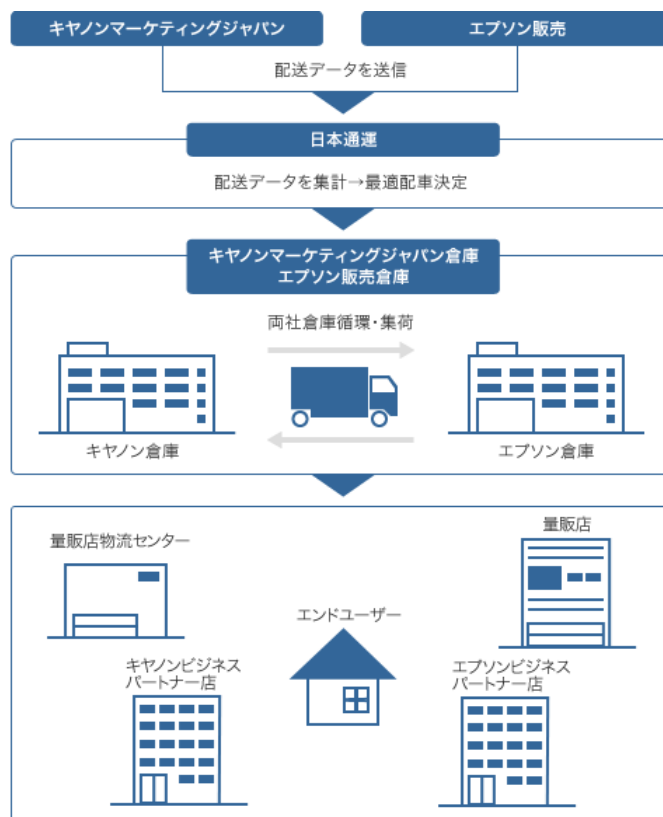 キヤノンマーケティングジャパン
エプソン販売
配送データを送信
日本通運
配送データを集計→最適配車決定
キヤノンマーケティングジャパン倉庫
エプソン販売倉庫
両社倉庫循環・集荷
キヤノン倉庫
エプソン倉庫
量販店物流センター
量販店
エンドユーザー
キヤノンビジネス
パートナー店
エプソンビジネス
パートナー店